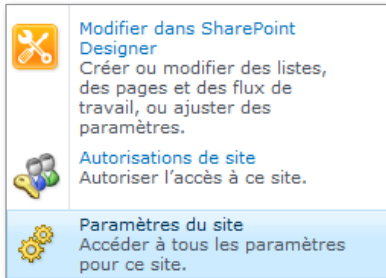 Modifier dans SharePoint
Designer
Créer ou modifier des listes,
des pages et des flux de
travail, ou ajuster des
paramètres.
Autorisations de site
Autoriser l'accès à ce site.
Paramètres du site
Accéder à tous les paramètres
pour ce site.